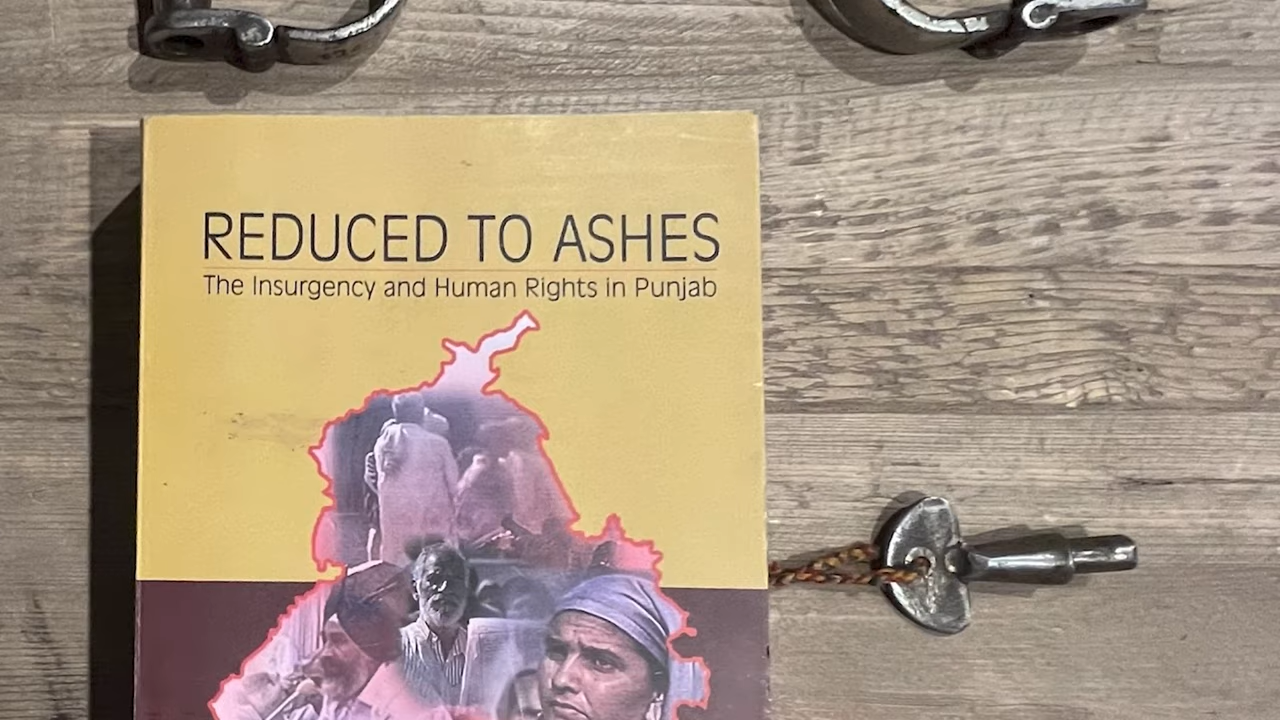 REDUCED TO ASHES
The Insurgency and Human Rights in Punjab